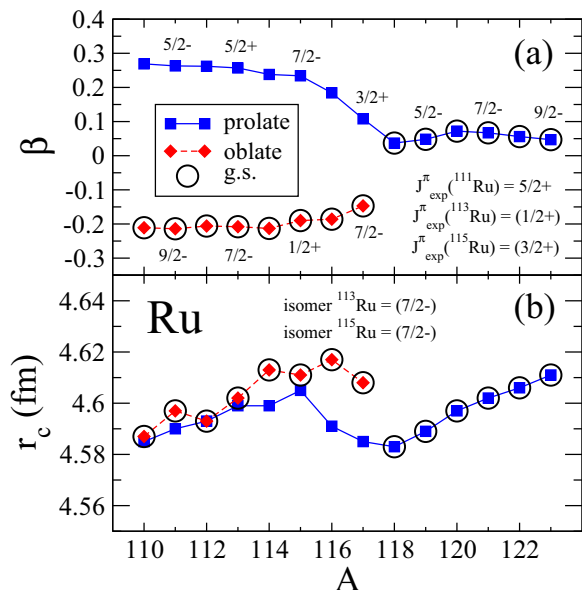 0.4
0.3
0.2
0.1
0
-0.1
-0.2
-0.3
β
5/2-
5/2+
7/2-
3/2+
5/2-
7/2-
9/2-
(a)
prolate
oblate
g.s.
J^π_exp(^111Ru) = 5/2+
J^π_exp(^113Ru) = (1/2+)
J^π_exp(^115Ru) = (3/2+)
9/2-
7/2-
1/2+
7/2-
4.64
4.62
4.6
4.58
4.56
r_c (fm)
Ru
isomer ^113Ru = (7/2-)
isomer ^115Ru = (7/2-)
(b)
110 112 114 116 118 120 122
A